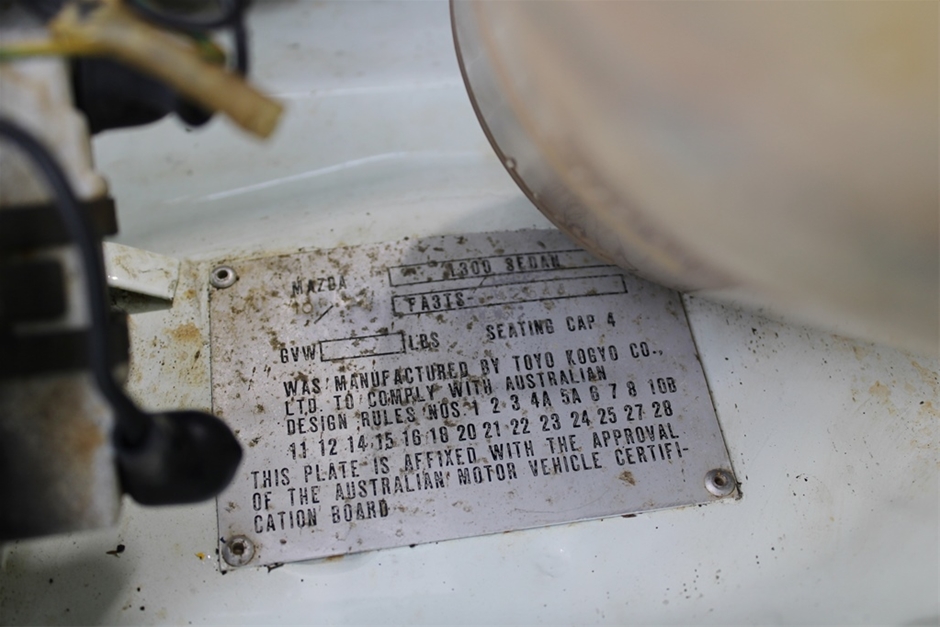 MAZDA 1300 SEDAN
FA3TS-
GVW LBS SEATING CAP 4
WAS MANUFACTURED BY TOYO KOGYO CO.,
LTD. TO COMPLY WITH AUSTRALIAN
DESIGN RULES NOS 1 2 3 4A 5A 6 7 8 10B
11 12 14 15 16 18 20 21 22 23 24 25 27 28
THIS PLATE IS AFFIXED WITH THE APPROVAL
OF THE AUSTRALIAN MOTOR VEHICLE CERTIFI-
CATION BOARD